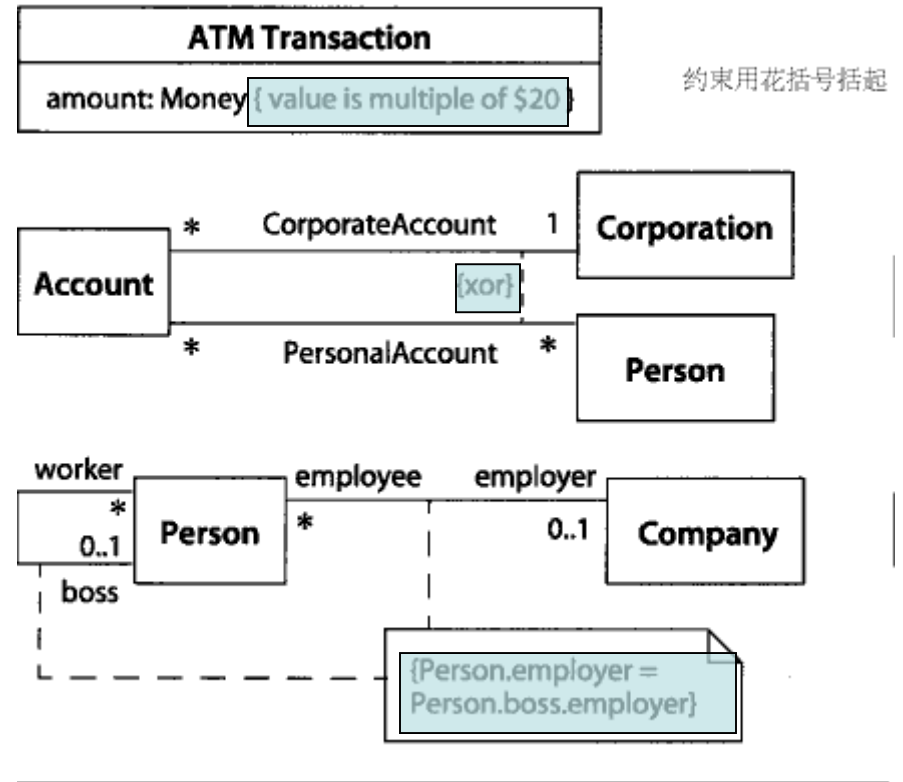 ATM Transaction
amount: Money { value is multiple of $20 }
约束用花括号括起
* CorporateAccount 1
Corporation
Account
{xor}
* PersonalAccount *
Person
worker
employee
employer
*
*
0..1
Person
0..1
Company
boss
{Person.employer =
Person.boss.employer}